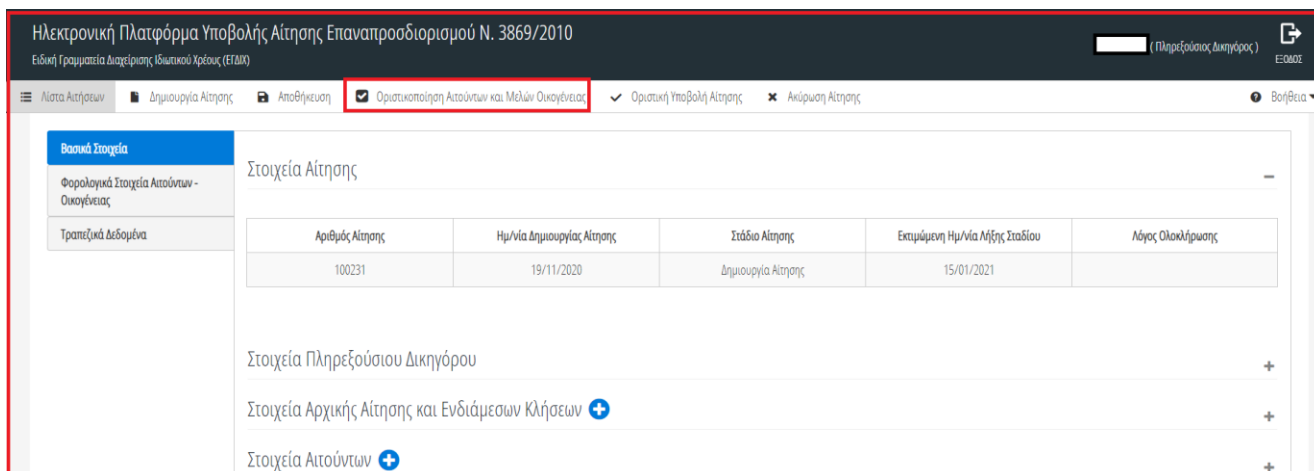 Ηλεκτρονική Πλατφόρμα Υποβολής Αίτησης Επαναπροσδιορισμού Ν. 3869/2010
Ειδική Γραμματεία Διαχείρισης Ιδιωτικού Χρέους (ΕΓΔΙΧ)
( Πληρεξούσιος Δικηγόρος )
ΕΞΟΔΟΣ
Λίστα Αιτήσεων Δημιουργία Αίτησης Αποθήκευση Οριστικοποίηση Αιτούντων και Μελών Οικογένειας Οριστική Υποβολή Αίτησης Ακύρωση Αίτησης Βοήθεια
Βασικά Στοιχεία
Φορολογικά Στοιχεία Αιτούντων -
Οικογένειας
Τραπεζικά Δεδομένα
Στοιχεία Αίτησης
Αριθμός Αίτησης Ημ/νία Δημιουργίας Αίτησης Στάδιο Αίτησης Εκτιμώμενη Ημ/νία Λήξης Σταδίου Λόγος Ολοκλήρωσης
100231 19/11/2020 Δημιουργία Αίτησης 15/01/2021
Στοιχεία Πληρεξούσιου Δικηγόρου
Στοιχεία Αρχικής Αίτησης και Ενδιάμεσων Κλήσεων
Στοιχεία Αιτούντων